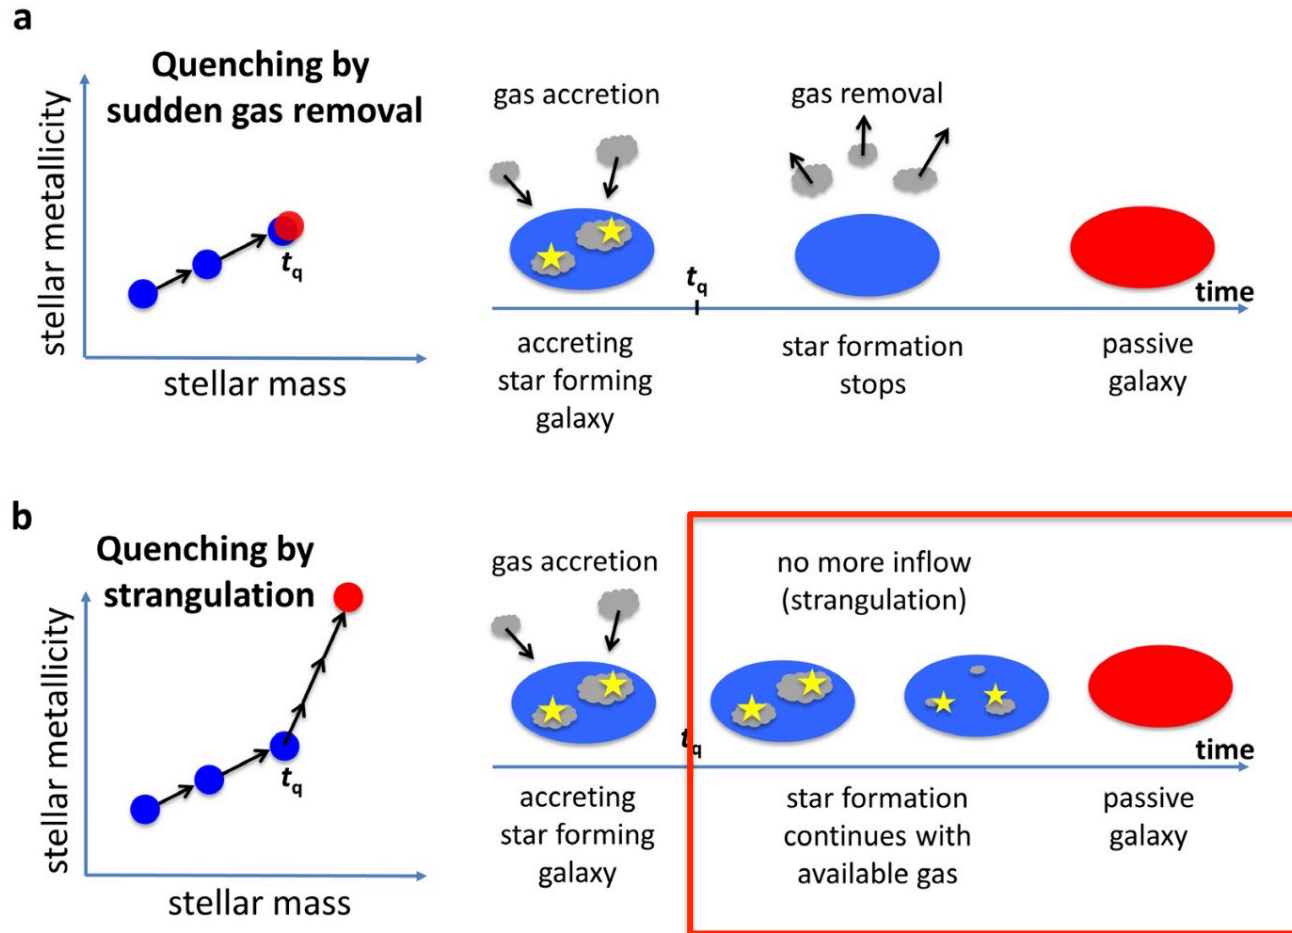 a
Quenching by
sudden gas removal
stellar metallicity
stellar mass
t_q
gas accretion
gas removal
t_q
time
accreting
star forming
galaxy
star formation
stops
passive
galaxy
b
Quenching by
strangulation
stellar metallicity
stellar mass
t_q
gas accretion
no more inflow
(strangulation)
t_q
time
accreting
star forming
galaxy
star formation
continues with
available gas
passive
galaxy